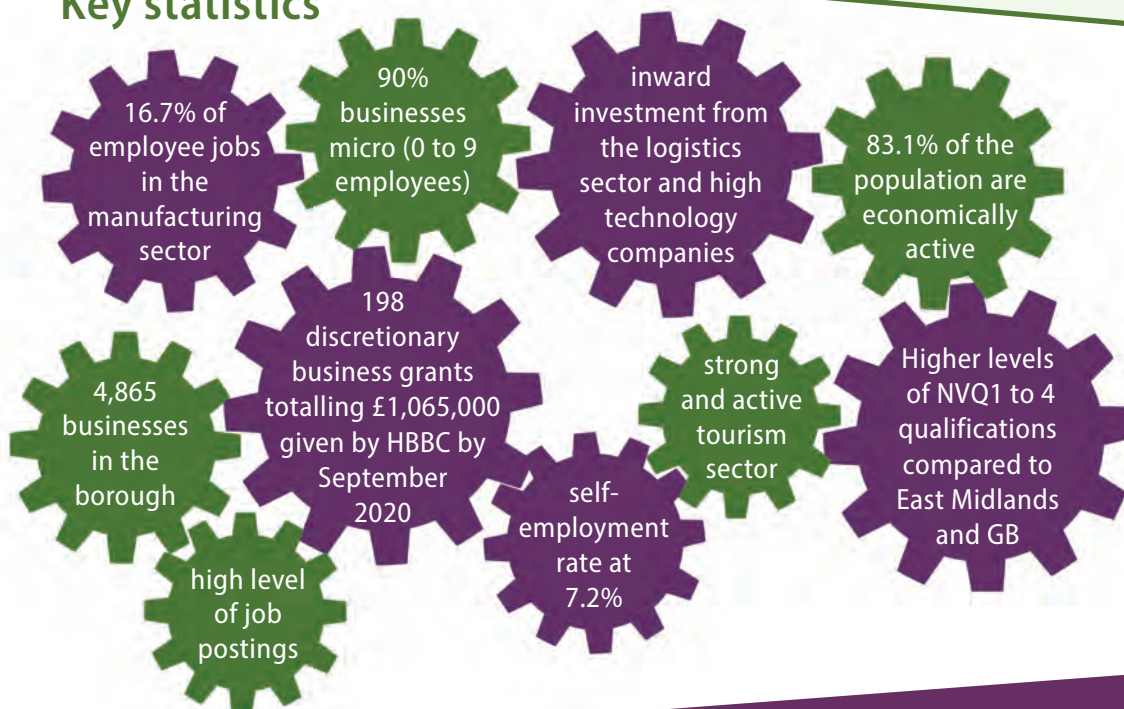 Key statistics
16.7% of
employee jobs
in the
manufacturing
sector
90%
businesses
micro (0 to 9
employees)
inward
investment from
the logistics
sector and high
technology
companies
83.1% of the
population are
economically
active
4,865
businesses
in the
borough
198
discretionary
business grants
totalling £1,065,000
given by HBBC by
September
2020
strong
and active
tourism
sector
Higher levels
of NVQ1 to 4
qualifications
compared to
East Midlands
and GB
self-
employment
rate at
7.2%
high level
of job
postings